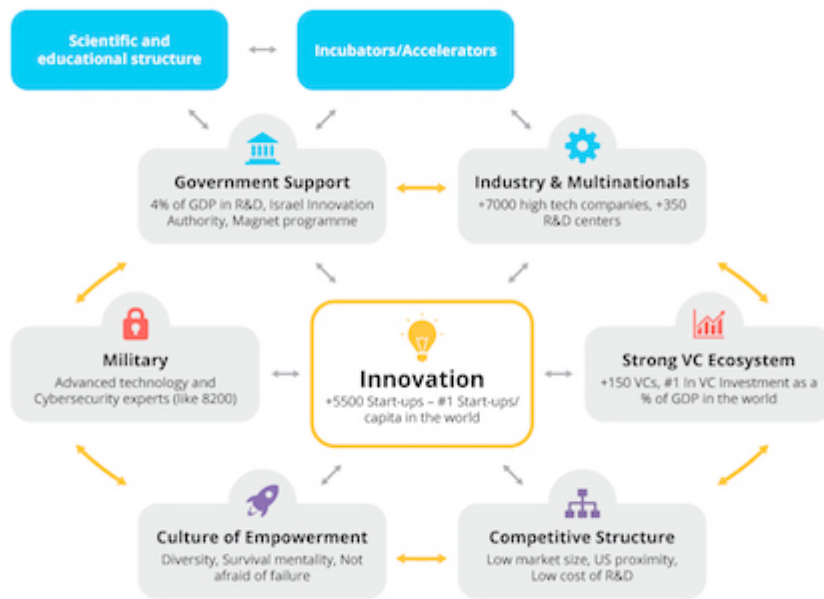 Scientific and
educational structure
Incubators/Accelerators
Government Support
4% of GDP in R&D, Israel Innovation
Authority, Magnet programme
Industry & Multinationals
+7000 high tech companies, +350
R&D centers
Military
Advanced technology and
Cybersecurity experts (like 8200)
Innovation
+5500 Start-ups – #1 Start-ups/
capita in the world
Strong VC Ecosystem
+150 VCs, #1 In VC Investment as a
% of GDP in the world
Culture of Empowerment
Diversity, Survival mentality, Not
afraid of failure
Competitive Structure
Low market size, US proximity,
Low cost of R&D